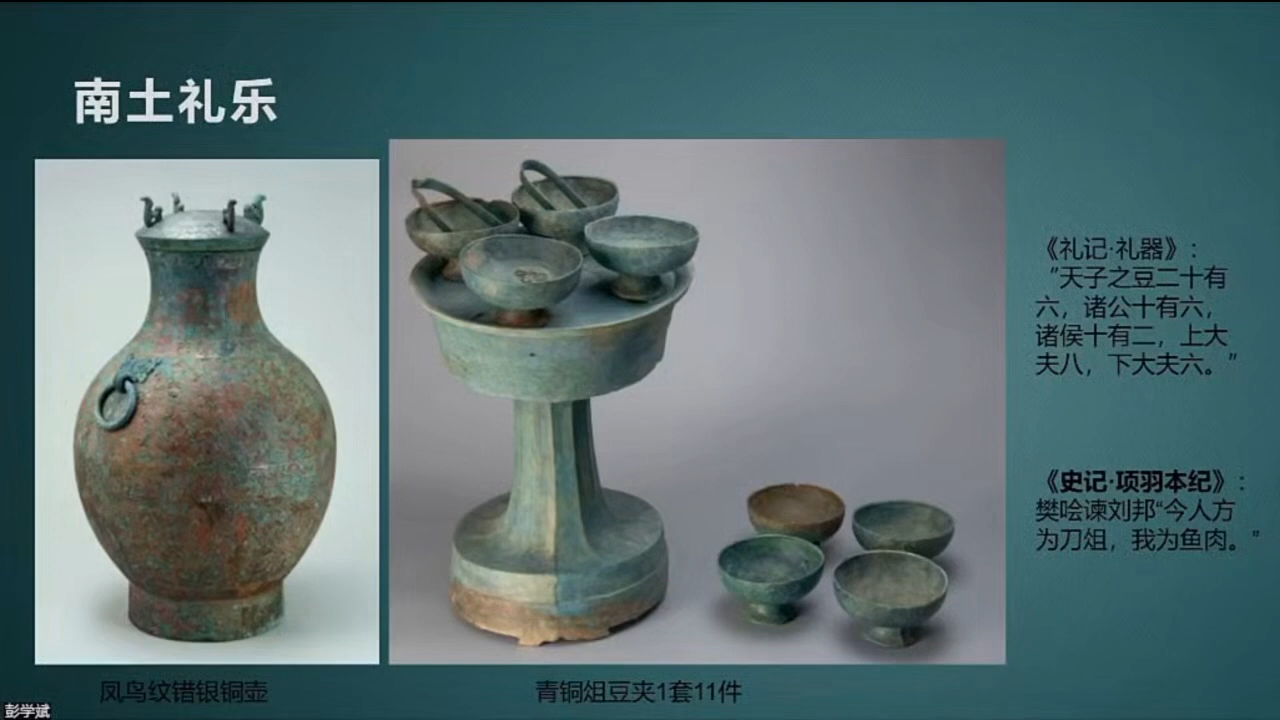 南土礼乐
《礼记·礼器》：
“天子之豆二十有
六，诸公十有六，
诸侯十有二，上大
夫八，下大夫六。”
《史记·项羽本纪》：
樊哙谏刘邦“今人方
为刀俎，我为鱼肉。”
凤鸟纹错银铜壶
青铜俎豆夹1套11件
彭学斌